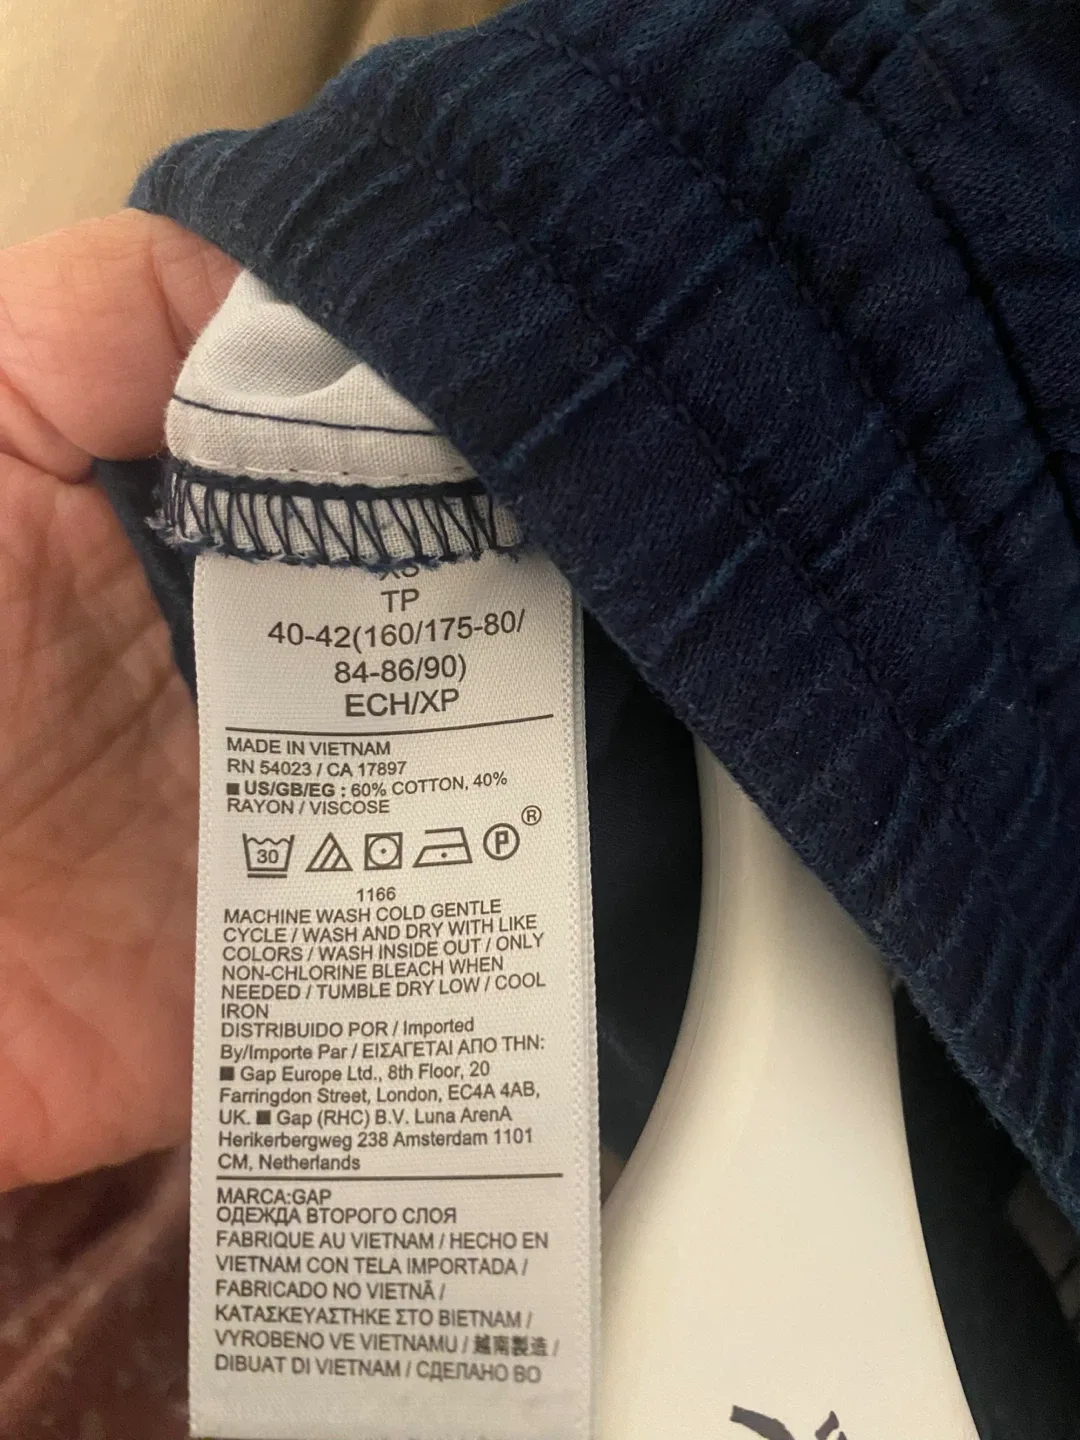 XS
TP
40-42(160/175-80/
84-86/90)
ECH/XP
MADE IN VIETNAM
RN 54023 / CA 17897
■ US/GB/EG : 60% COTTON, 40%
RAYON / VISCOSE
30 P ®
1166
MACHINE WASH COLD GENTLE
CYCLE / WASH AND DRY WITH LIKE
COLORS / WASH INSIDE OUT / ONLY
NON-CHLORINE BLEACH WHEN
NEEDED / TUMBLE DRY LOW / COOL
IRON
DISTRIBUIDO POR / Imported
By/Importe Par / ΕΙΣΑΓΕΤΑΙ ΑΠΟ ΤΗΝ:
■ Gap Europe Ltd., 8th Floor, 20
Farringdon Street, London, EC4A 4AB,
UK. ■ Gap (RHC) B.V. Luna ArenA
Herikerbergweg 238 Amsterdam 1101
CM, Netherlands
MARCA:GAP
ОДЕЖДА ВТОРОГО СЛОЯ
FABRIQUE AU VIETNAM / HECHO EN
VIETNAM CON TELA IMPORTADA /
FABRICADO NO VIETNÃ /
ΚΑΤΑΣΚΕΥΑΣΤΗΚΕ ΣΤΟ ΒΙΕΤΝΑΜ /
VYROBENO VE VIETNAMU / 越南製造 /
DIBUAT DI VIETNAM / СДЕЛАНО ВО